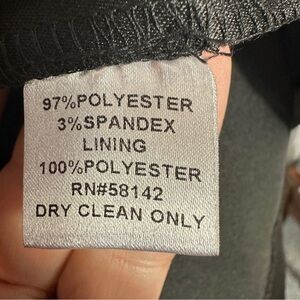 97%POLYESTER
3%SPANDEX
LINING
100%POLYESTER
RN#58142
DRY CLEAN ONLY